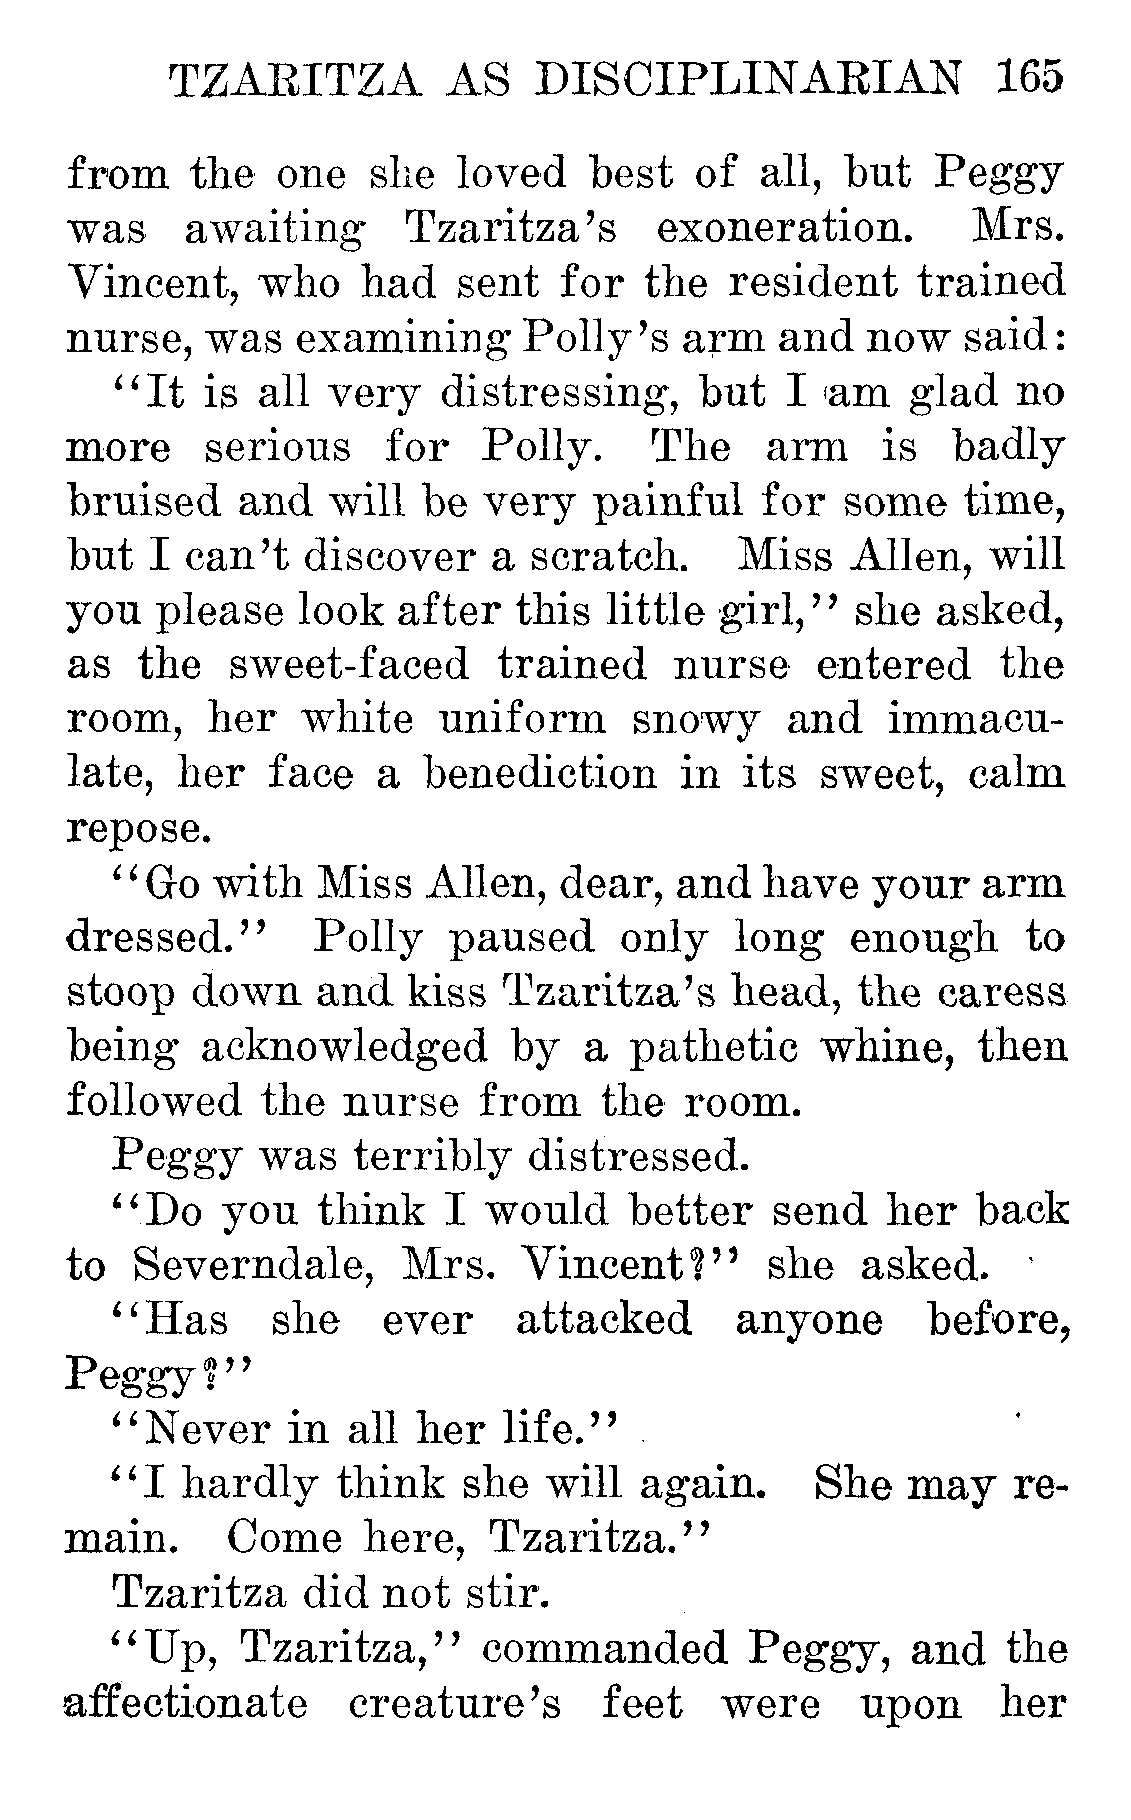 TZARITZA AS DISCIPLINARIAN 165
from the one she loved best of all, but Peggy
was awaiting Tzaritza's exoneration. Mrs.
Vincent, who had sent for the resident trained
nurse, was examining Polly's arm and now said:
"It is all very distressing, but I am glad no
more serious for Polly. The arm is badly
bruised and will be very painful for some time,
but I can't discover a scratch. Miss Allen, will
you please look after this little girl," she asked,
as the sweet-faced trained nurse entered the
room, her white uniform snowy and immacu-
late, her face a benediction in its sweet, calm
repose.
"Go with Miss Allen, dear, and have your arm
dressed." Polly paused only long enough to
stoop down and kiss Tzaritza's head, the caress
being acknowledged by a pathetic whine, then
followed the nurse from the room.
Peggy was terribly distressed.
"Do you think I would better send her back
to Severndale, Mrs. Vincent?" she asked.
"Has she ever attacked anyone before,
Peggy?"
"Never in all her life."
"I hardly think she will again. She may re-
main. Come here, Tzaritza."
Tzaritza did not stir.
"Up, Tzaritza," commanded Peggy, and the
affectionate creature's feet were upon her